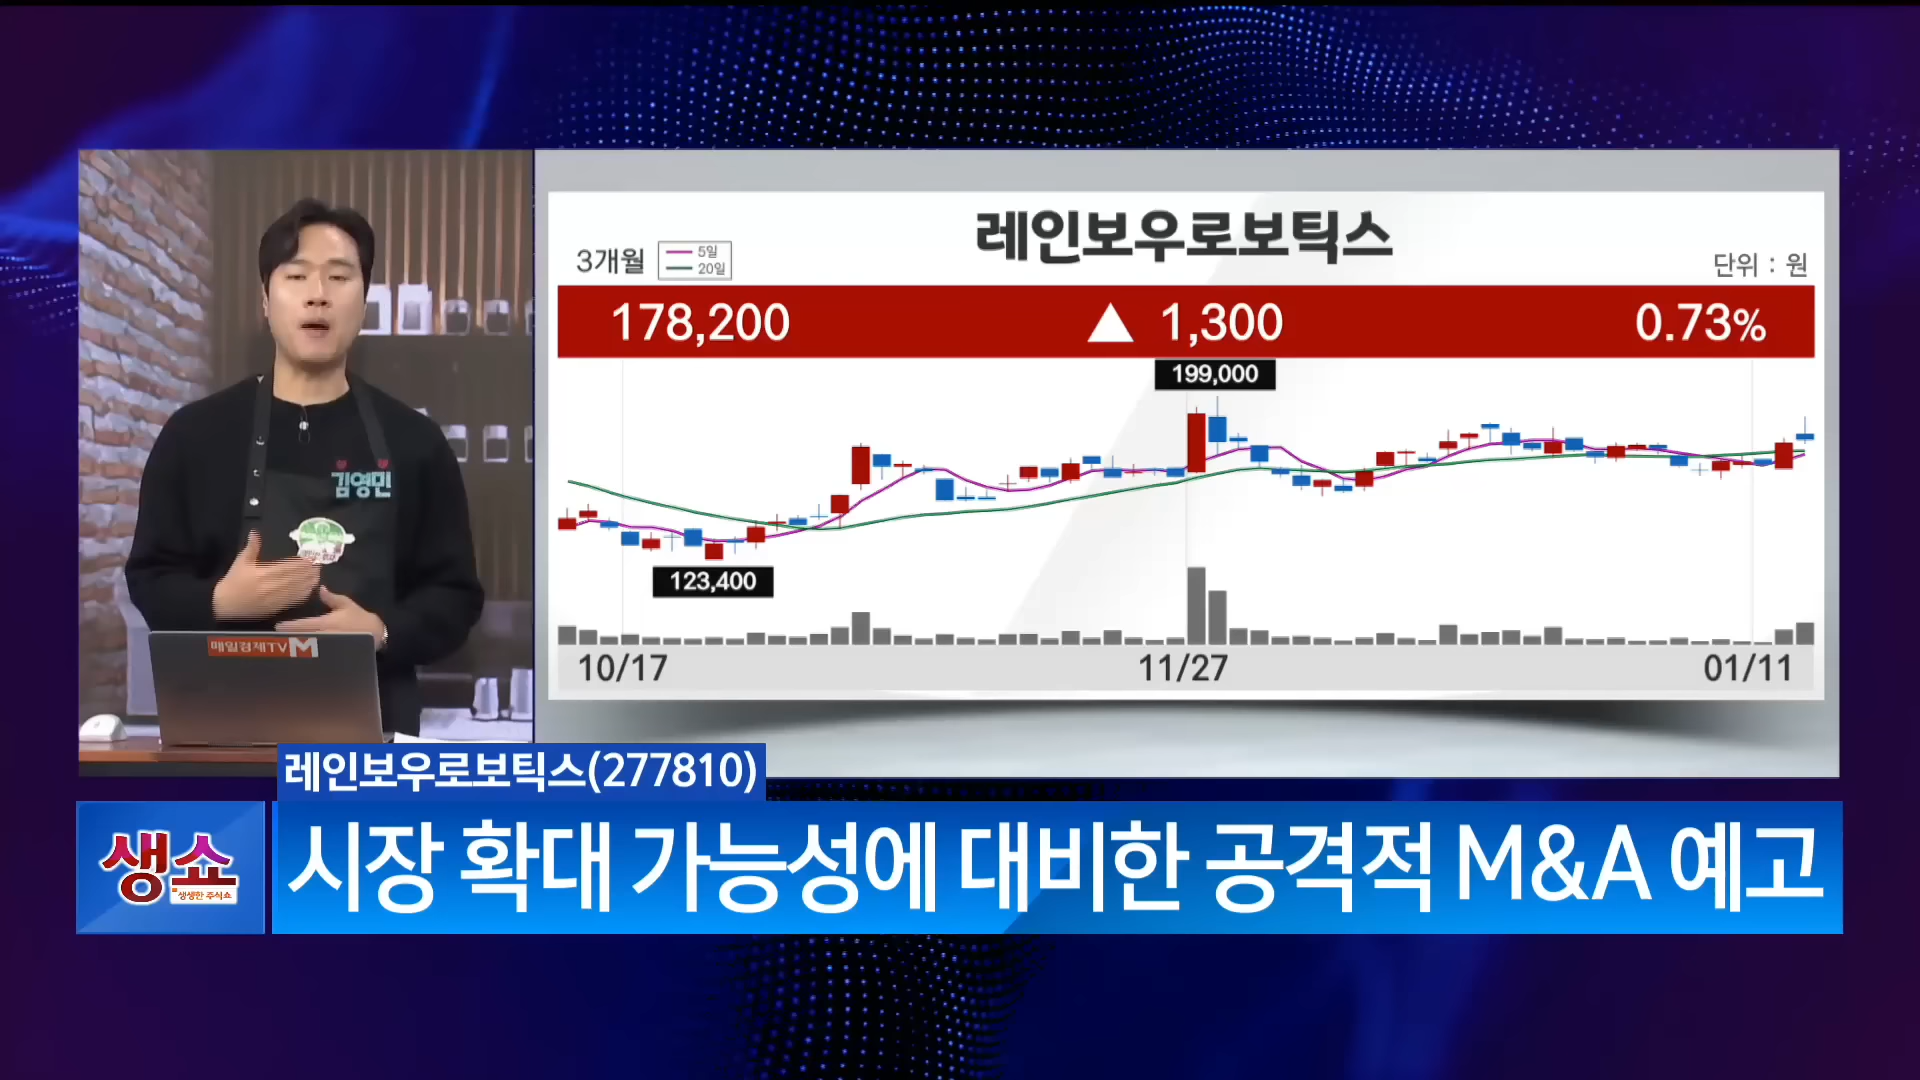 레인보우로보틱스
3개월
5일
20일
단위 : 원
178,200 ▲ 1,300 0.73%
199,000
123,400
10/17 11/27 01/11
김영민
매일경제TV M
레인보우로보틱스(277810)
생쇼
생생한 주식쇼
시장 확대 가능성에 대비한 공격적 M&A 예고